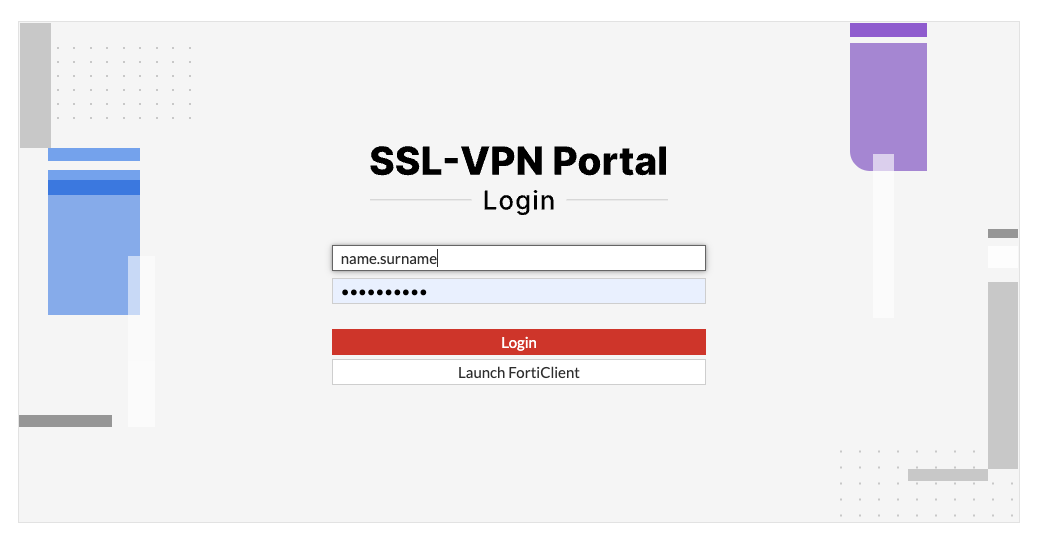 SSL-VPN Portal
Login
name.surname
••••••••••
Login
Launch FortiClient